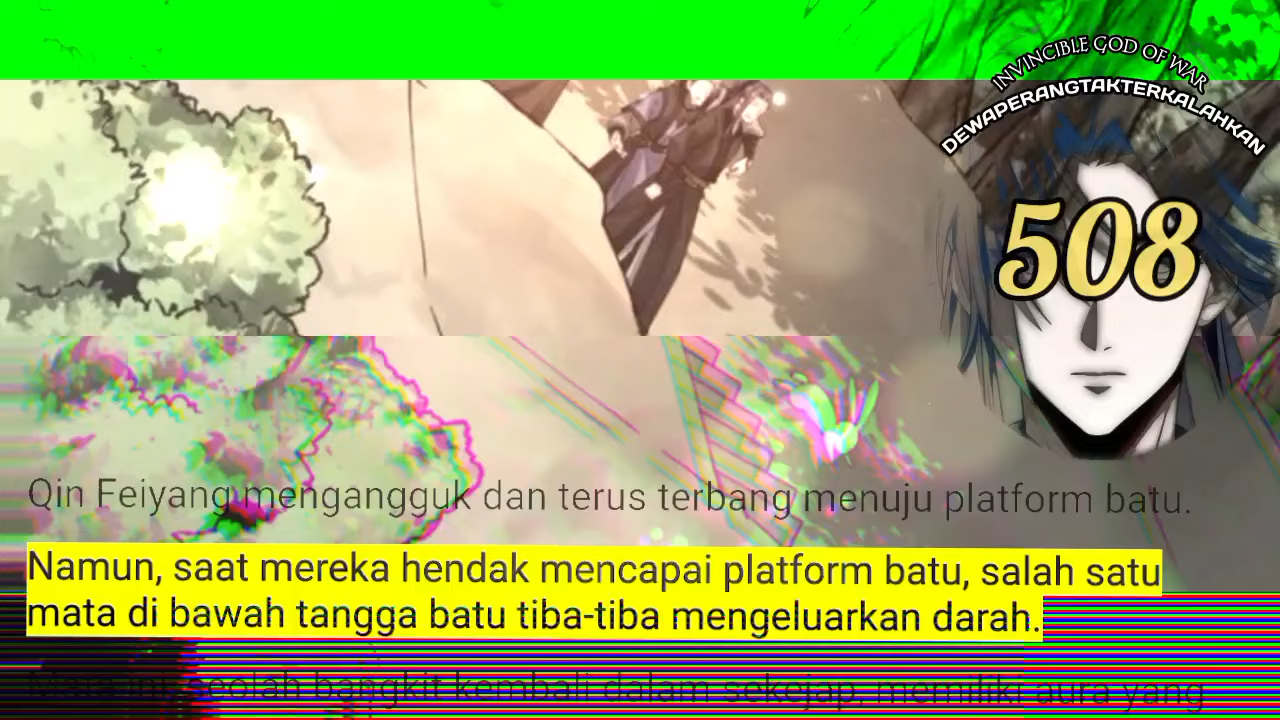 INVINCIBLE GOD OF WAR
DEWAPERANGTAKTERKALAHKAN
508
Qin Feiyang mengangguk dan terus terbang menuju platform batu.
Namun, saat mereka hendak mencapai platform batu, salah satu
mata di bawah tangga batu tiba-tiba mengeluarkan darah.
Mata ini seolah bangkit kembali dalam sekejap, memiliki aura yang